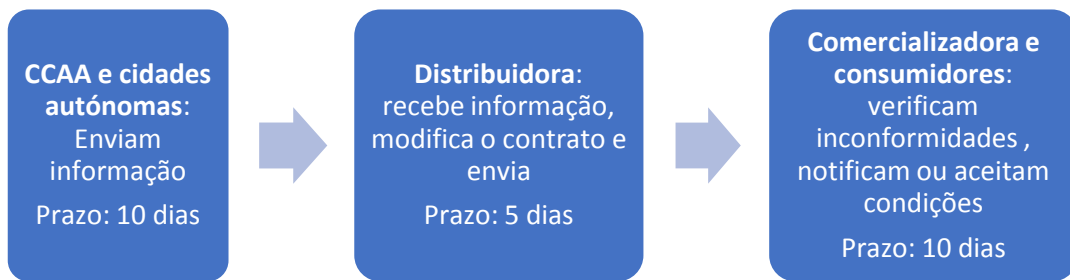 CCAA e cidades
autónomas:
Enviam
informação
Prazo: 10 dias
Distribuidora:
recebe informação,
modifica o contrato e
envia
Prazo: 5 dias
Comercializadora e
consumidores:
verificam
inconformidades ,
notificam ou aceitam
condições
Prazo: 10 dias